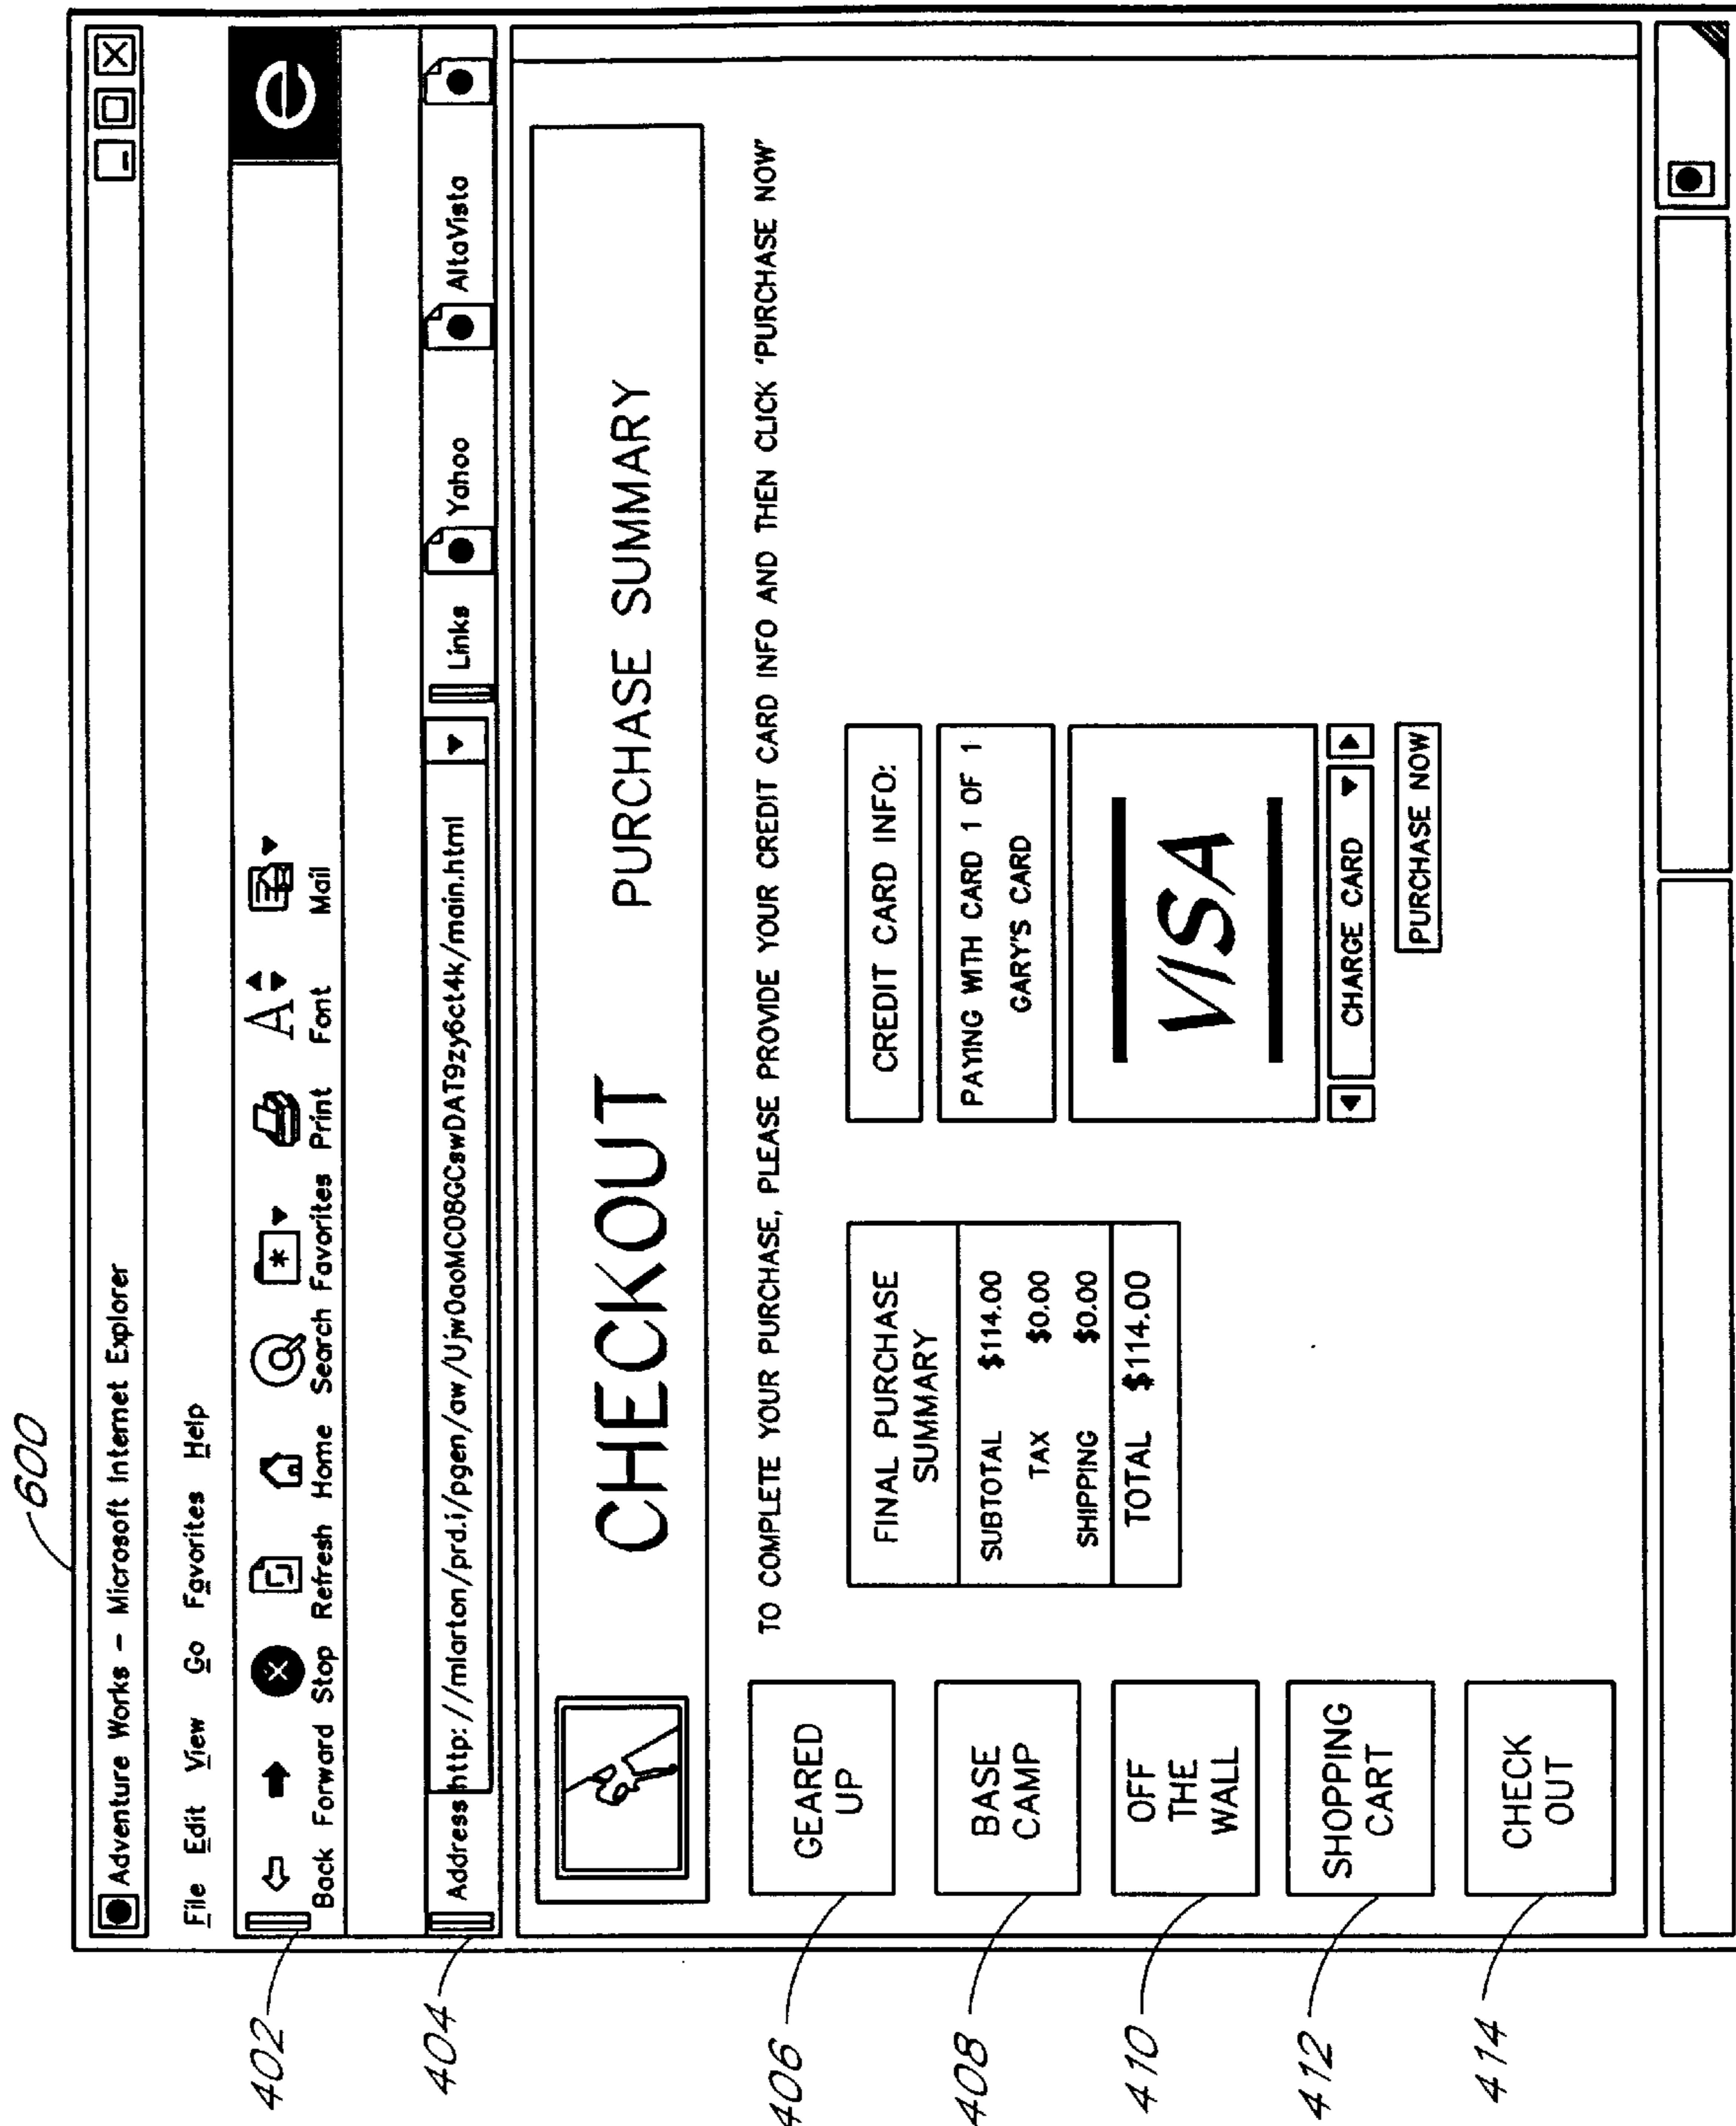 600
Adventure Works – Microsoft Internet Explorer
File Edit View Go Favorites Help
402
Back Forward Stop Refresh Home Search Favorites Print Font Mail
e
404
Address http://mlarton/prd.i/pgen/aw/Ujw0aoMC08GCswDAT9zy6ct4k/main.html Links Yahoo AltaVista
CHECKOUT PURCHASE SUMMARY
TO COMPLETE YOUR PURCHASE, PLEASE PROVIDE YOUR CREDIT CARD INFO AND THEN CLICK 'PURCHASE NOW'
406
GEARED
UP
408
BASE
CAMP
410
OFF
THE
WALL
412
SHOPPING
CART
414
CHECK
OUT
FINAL PURCHASE
SUMMARY
SUBTOTAL $114.00
TAX $0.00
SHIPPING $0.00
TOTAL $114.00
CREDIT CARD INFO:
PAYING WITH CARD 1 OF 1
GARY'S CARD
VISA
CHARGE CARD
PURCHASE NOW